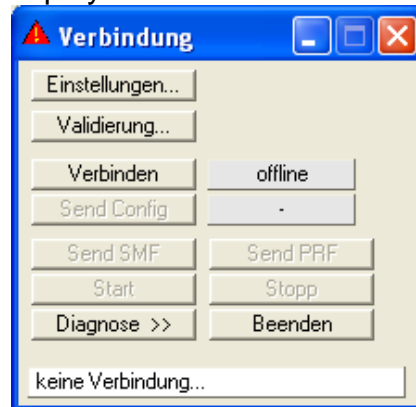 Verbindung
Einstellungen...
Validierung...
Verbinden offline
Send Config -
Send SMF Send PRF
Start Stopp
Diagnose >> Beenden
keine Verbindung...